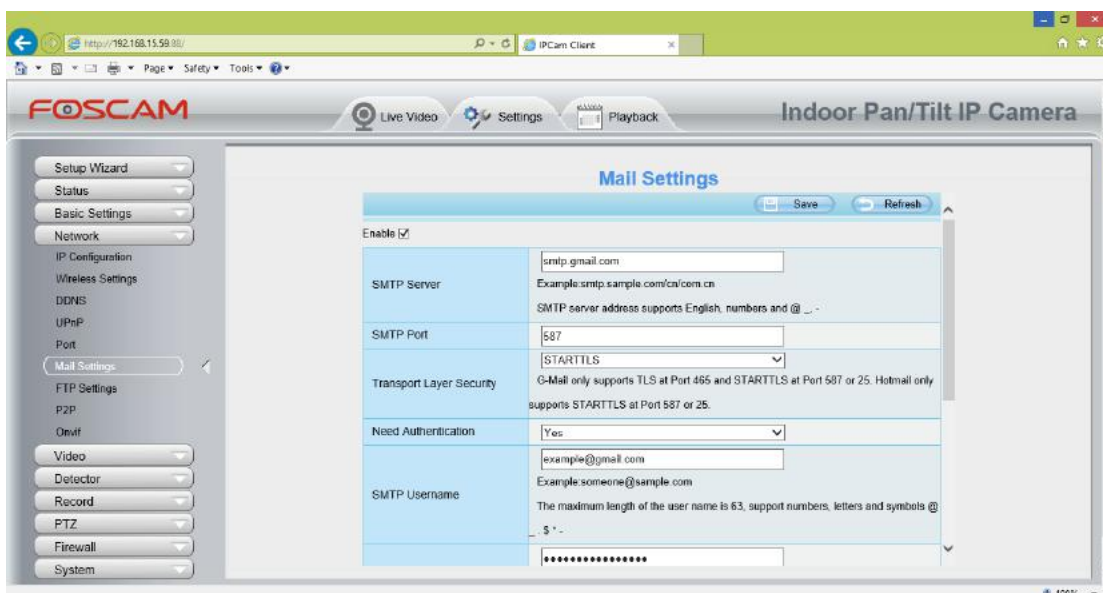 http://192.168.15.59:88/
IPCam Client
Page Safety Tools
FOSCAM
Live Video
Settings
Playback
Indoor Pan/Tilt IP Camera
Setup Wizard
Status
Basic Settings
Network
IP Configuration
Wireless Settings
DDNS
UPnP
Port
Mail Settings
FTP Settings
P2P
Onvif
Video
Detector
Record
PTZ
Firewall
System
Mail Settings
Save
Refresh
Enable
SMTP Server
smtp.gmail.com
Example:smtp.sample.com/cn/com.cn
SMTP server address supports English, numbers and @ _ . -
SMTP Port
587
Transport Layer Security
STARTTLS
G-Mail only supports TLS at Port 465 and STARTTLS at Port 587 or 25. Hotmail only
supports STARTTLS at Port 587 or 25.
Need Authentication
Yes
SMTP Username
example@gmail.com
Example:someone@sample.com
The maximum length of the user name is 63, support numbers, letters and symbols @
_ . $ * -
••••••••••••••••